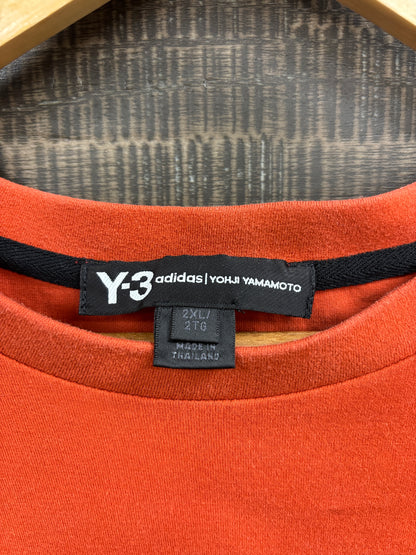 Y-3 adidas | YOHJI YAMAMOTO
2XL/
2TG
MADE IN
THAILAND